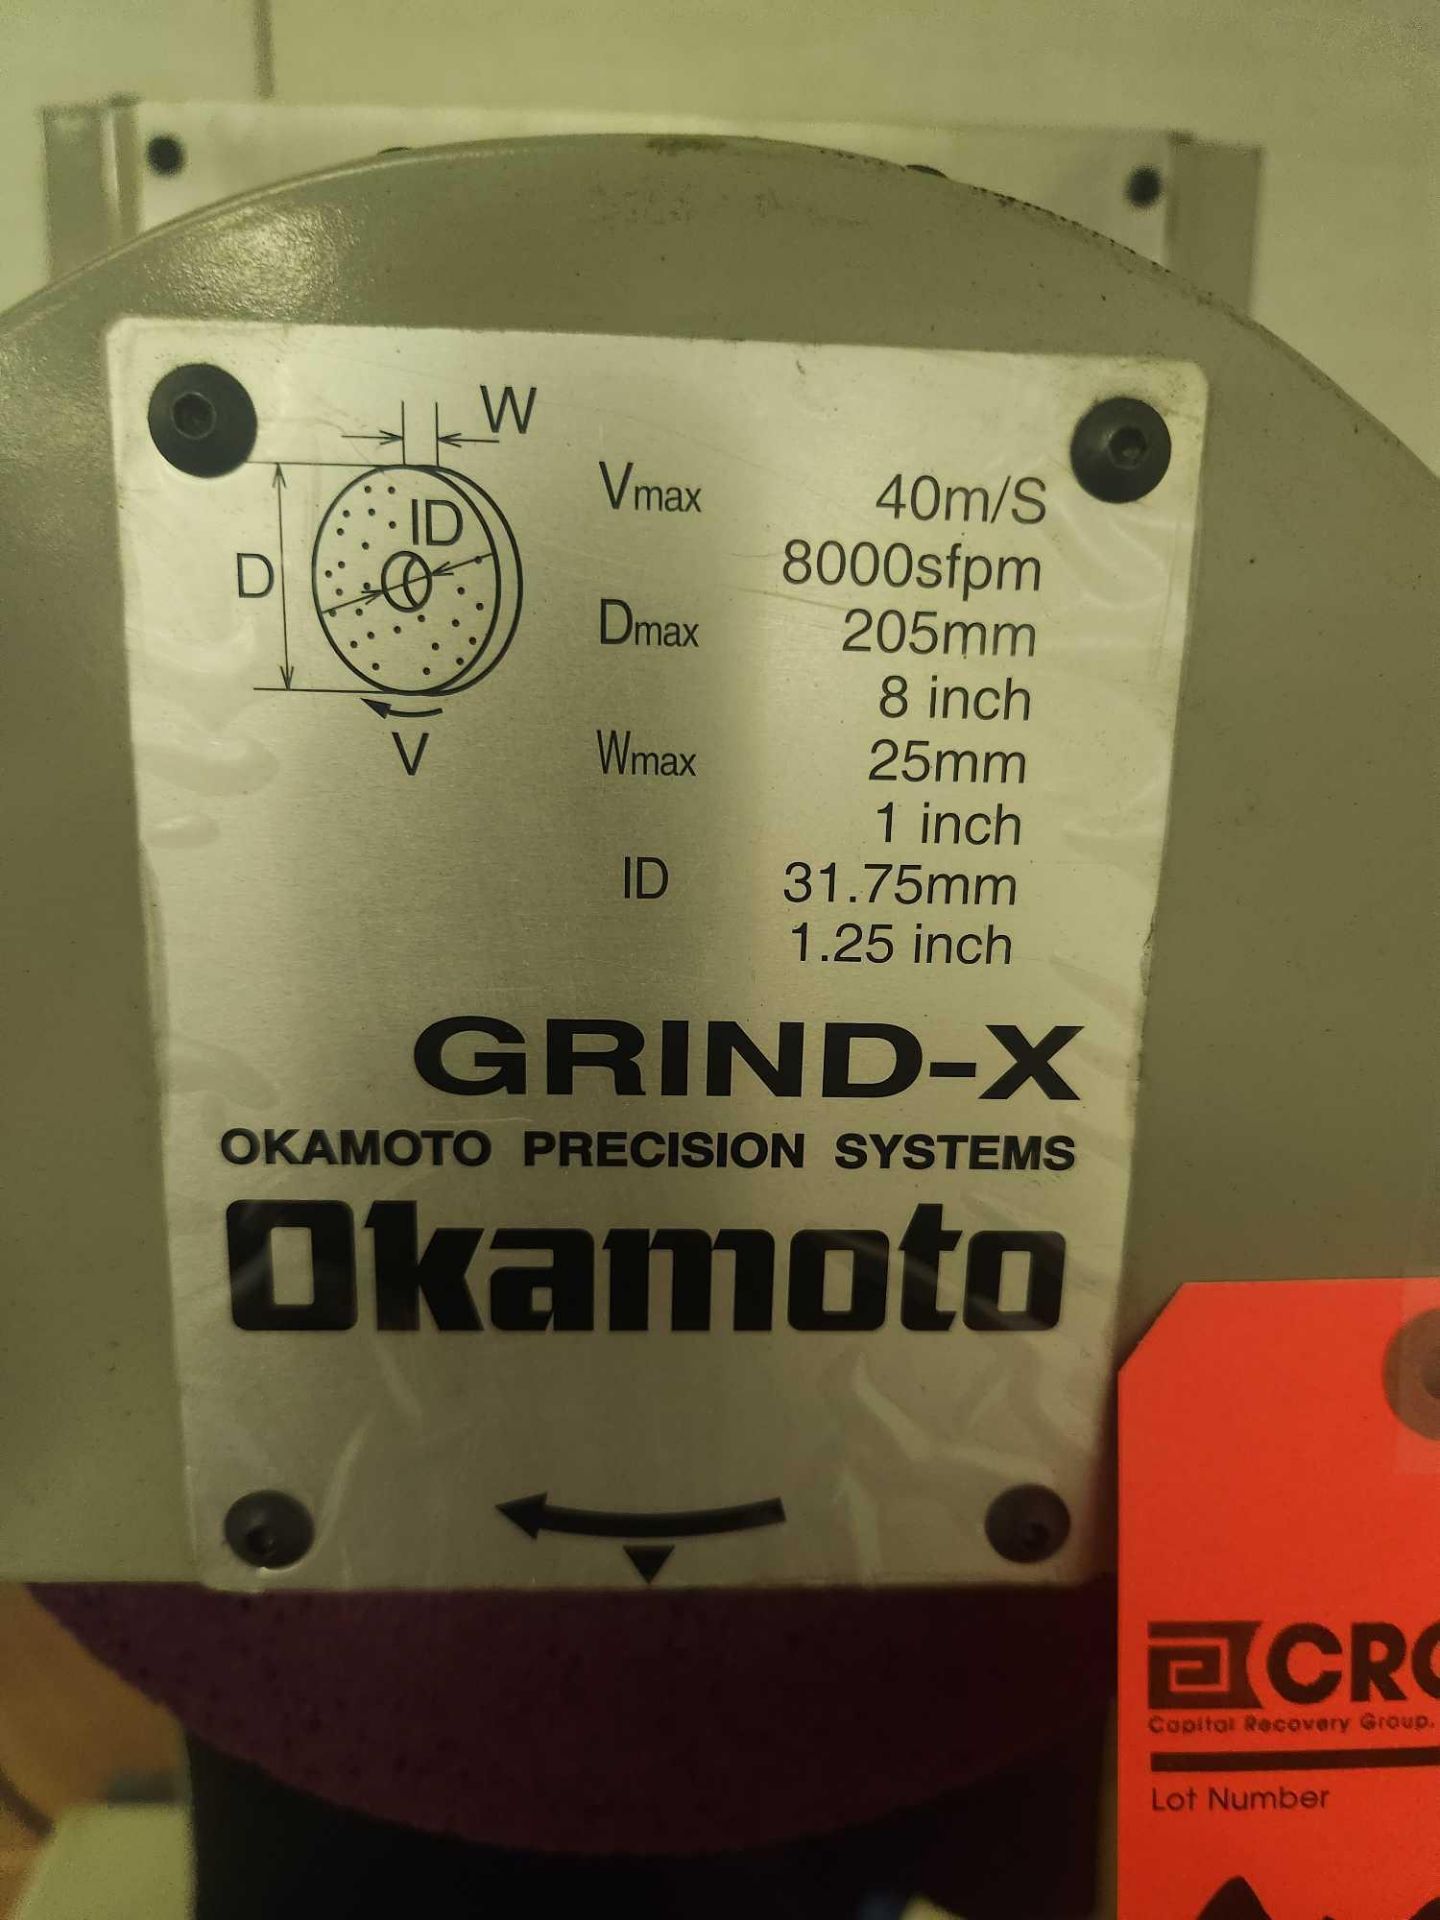 W
ID
D
V
Vmax 40m/S
8000sfpm
Dmax 205mm
8 inch
Wmax 25mm
1 inch
ID 31.75mm
1.25 inch
GRIND-X
OKAMOTO PRECISION SYSTEMS
Okamoto
Capital Recovery Group,
Lot Number